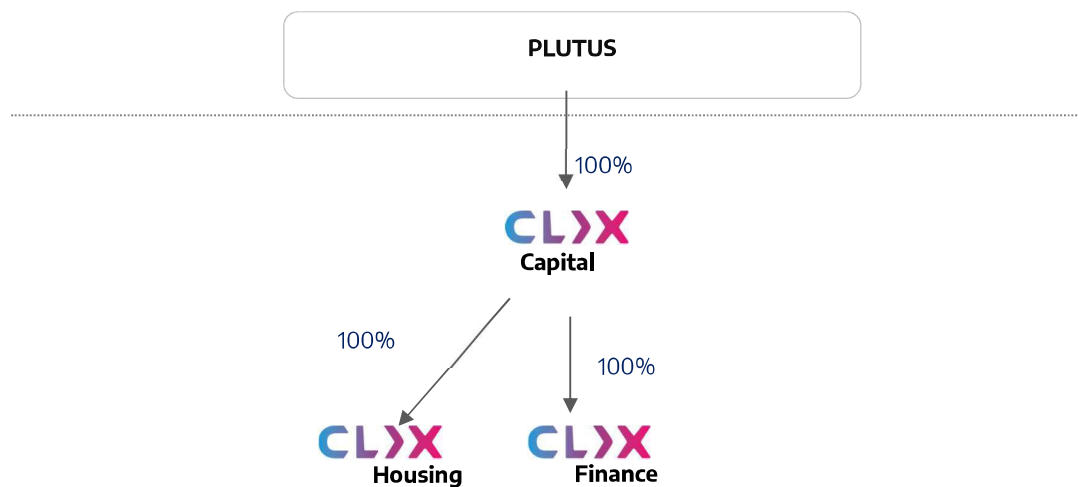 PLUTUS
100%
CLIX
Capital
100%
100%
CLIX
Housing
CLIX
Finance